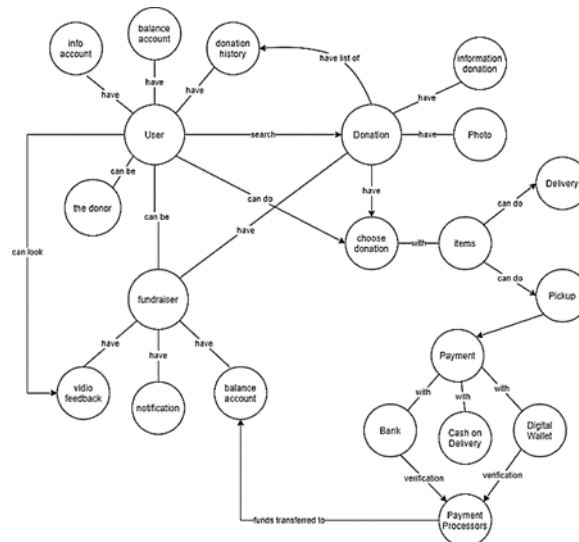 balance
account
info
account
donation
history
have list of
information
donation
have
have
have
have
User
search
Donation
have
Photo
Delivery
can be
the donor
can be
can do
have
have
can do
choose
donation
with
items
can look
can do
fundraiser
Pickup
have
have
have
Payment
vidio
feedback
notification
balance
account
with
with
with
Bank
Cash on
Delivery
Digital
Wallet
verification
verification
funds transferred to
Payment
Processors